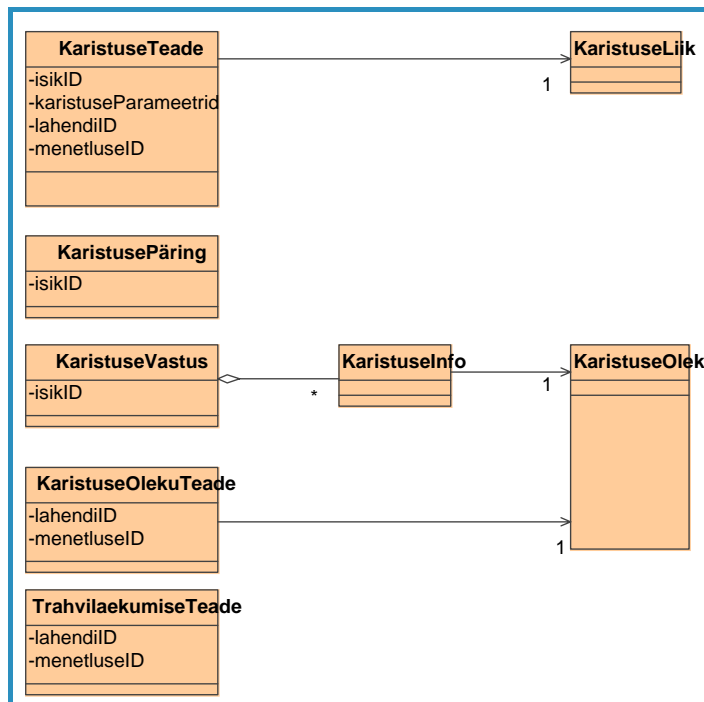 KaristuseTeade
-isikID
-karistuseParameetrid
-lahendiID
-menetluseID
KaristuseLiik
1
KaristusePäring
-isikID
KaristuseVastus
-isikID
*
KaristuseInfo
1
KaristuseOlek
KaristuseOlekuTeade
-lahendiID
-menetluseID
1
TrahvilaekumiseTeade
-lahendiID
-menetluseID